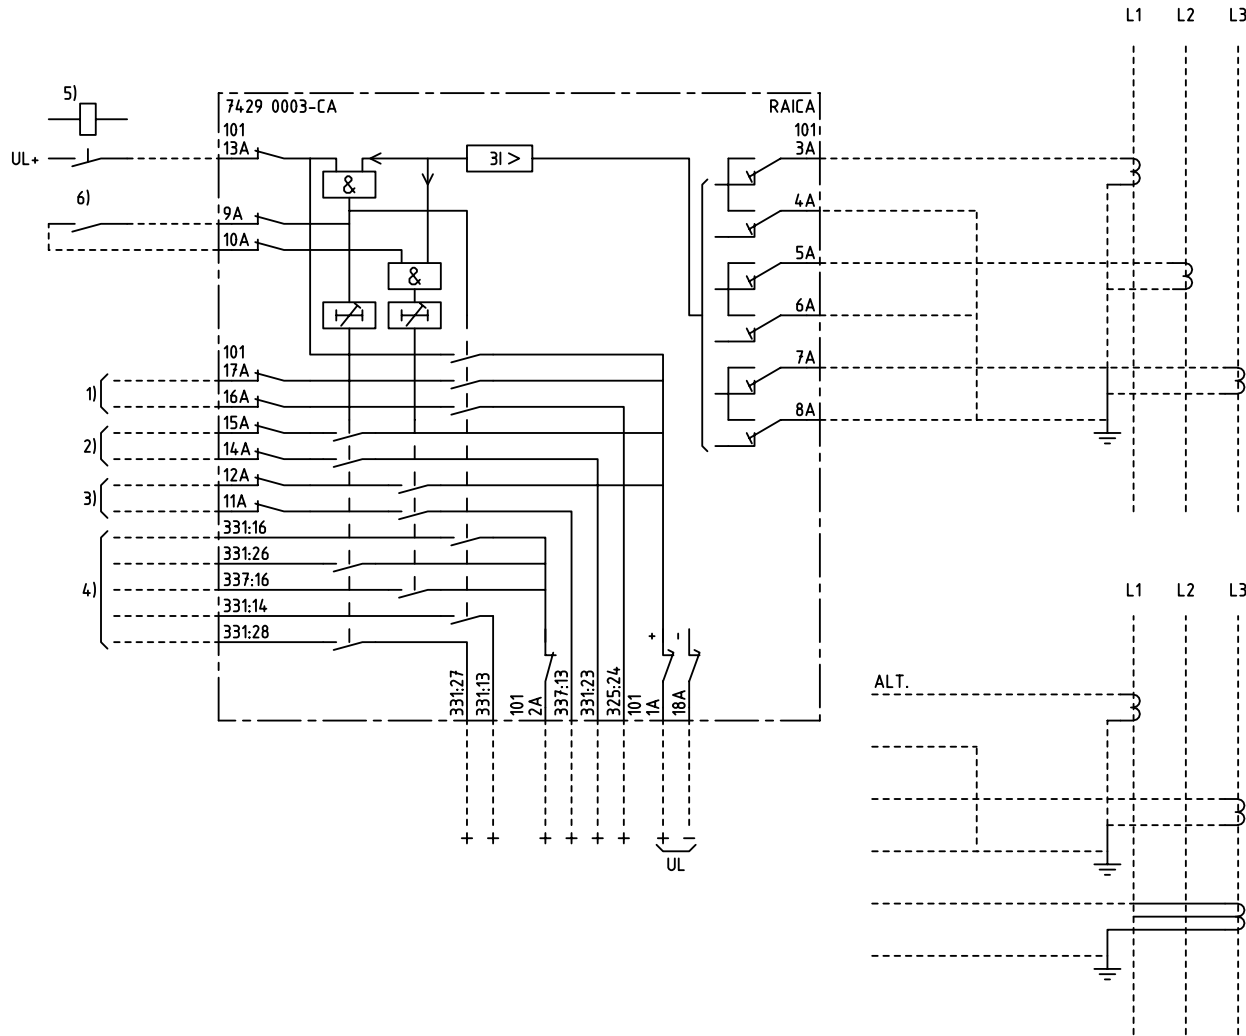 L1 L2 L3
5)
7429 0003-CA RAICA
101 101
UL+ 13A 3I > 3A
&
6) 9A 4A
10A 5A
&
6A
101 7A
1) 17A
16A 8A
2) 15A
14A
3) 12A
11A
331:16
331:26
4) 337:16 L1 L2 L3
331:14
331:28 + -
331:27 331:13 101 2A 337:13 331:23 325:24 101 1A 18A
ALT.
+ + + + + + + −
UL